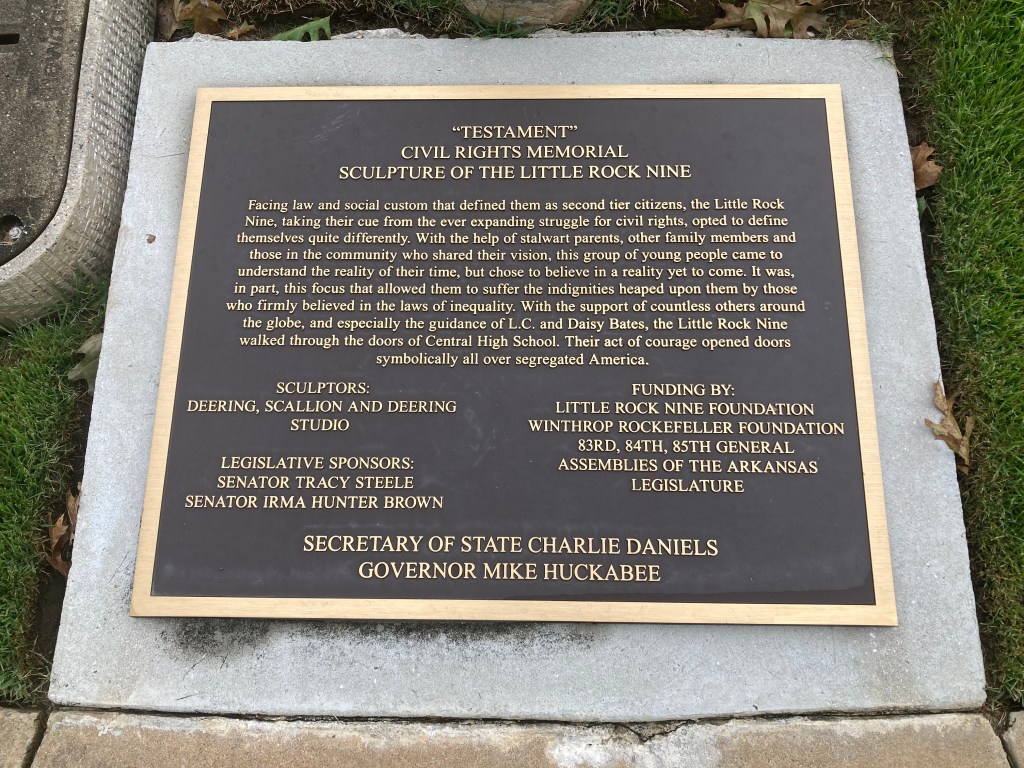 “TESTAMENT”
CIVIL RIGHTS MEMORIAL
SCULPTURE OF THE LITTLE ROCK NINE
Facing law and social custom that defined them as second tier citizens, the Little Rock
Nine, taking their cue from the ever expanding struggle for civil rights, opted to define
themselves quite differently. With the help of stalwart parents, other family members and
those in the community who shared their vision, this group of young people came to
understand the reality of their time, but chose to believe in a reality yet to come. It was,
in part, this focus that allowed them to suffer the indignities heaped upon them by those
who firmly believed in the laws of inequality. With the support of countless others around
the globe, and especially the guidance of L.C. and Daisy Bates, the Little Rock Nine
walked through the doors of Central High School. Their act of courage opened doors
symbolically all over segregated America.
SCULPTORS:
DEERING, SCALLION AND DEERING
STUDIO
LEGISLATIVE SPONSORS:
SENATOR TRACY STEELE
SENATOR IRMA HUNTER BROWN
FUNDING BY:
LITTLE ROCK NINE FOUNDATION
WINTHROP ROCKEFELLER FOUNDATION
83RD, 84TH, 85TH GENERAL
ASSEMBLIES OF THE ARKANSAS
LEGISLATURE
SECRETARY OF STATE CHARLIE DANIELS
GOVERNOR MIKE HUCKABEE